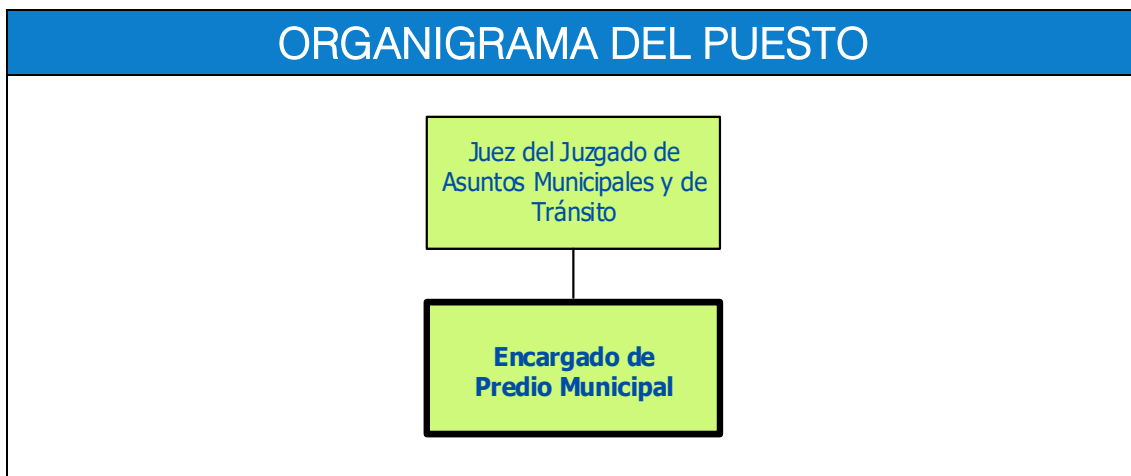 ORGANIGRAMA DEL PUESTO
Juez del Juzgado de
Asuntos Municipales y de
Tránsito
Encargado de
Predio Municipal